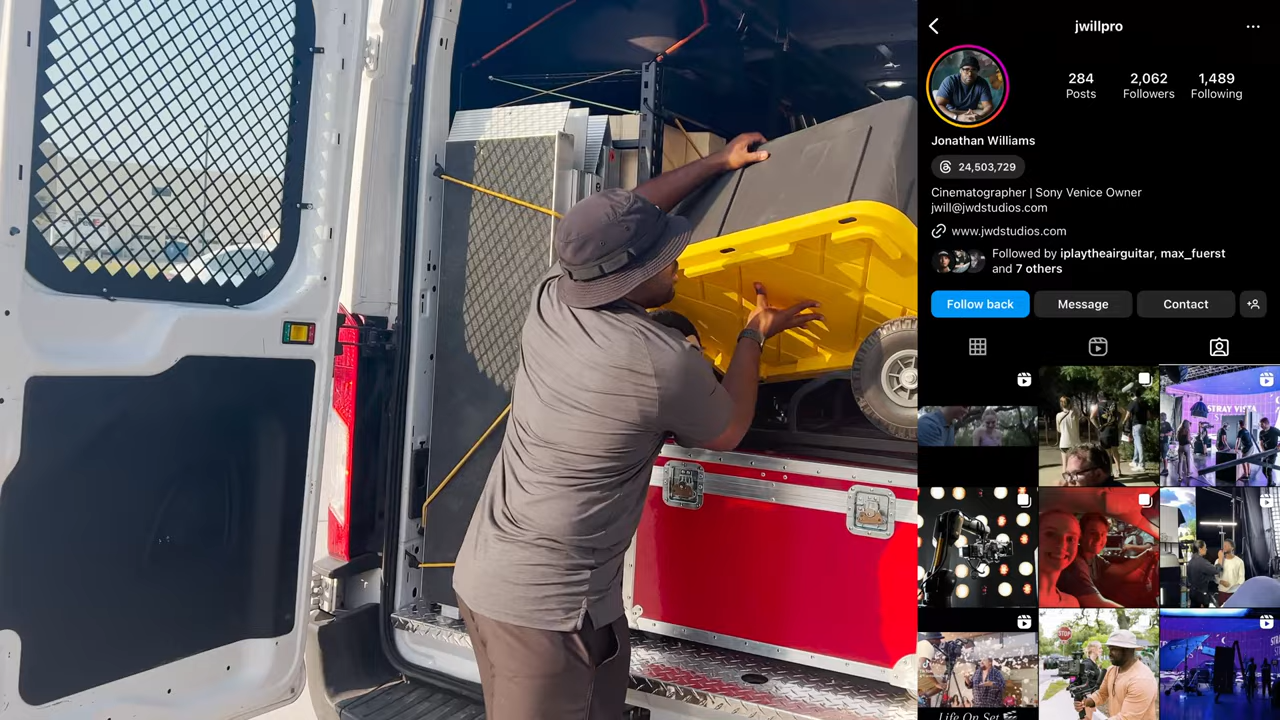 jwillpro
284
2,062
1,489
Posts
Followers
Following
Jonathan Williams
24,503,729
Cinematographer | Sony Venice Owner
jwill@jwdstudios.com
www.jwdstudios.com
Followed by iplaytheairguitar, max_fuerst
and 7 others
Follow back
Message
Contact
STRAY VISTA
STOP
Life On Set